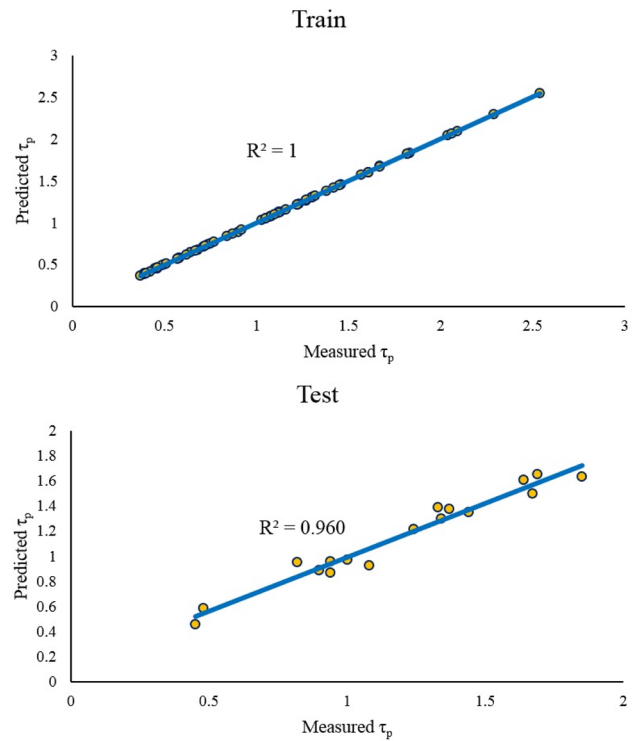 Train
3
2.5
2
1.5
1
0.5
0
R² = 1
Predicted τp
0 0.5 1 1.5 2 2.5 3
Measured τp
Test
2
1.8
1.6
1.4
1.2
1
0.8
0.6
0.4
0.2
0
R² = 0.960
Predicted τp
0 0.5 1 1.5 2
Measured τp